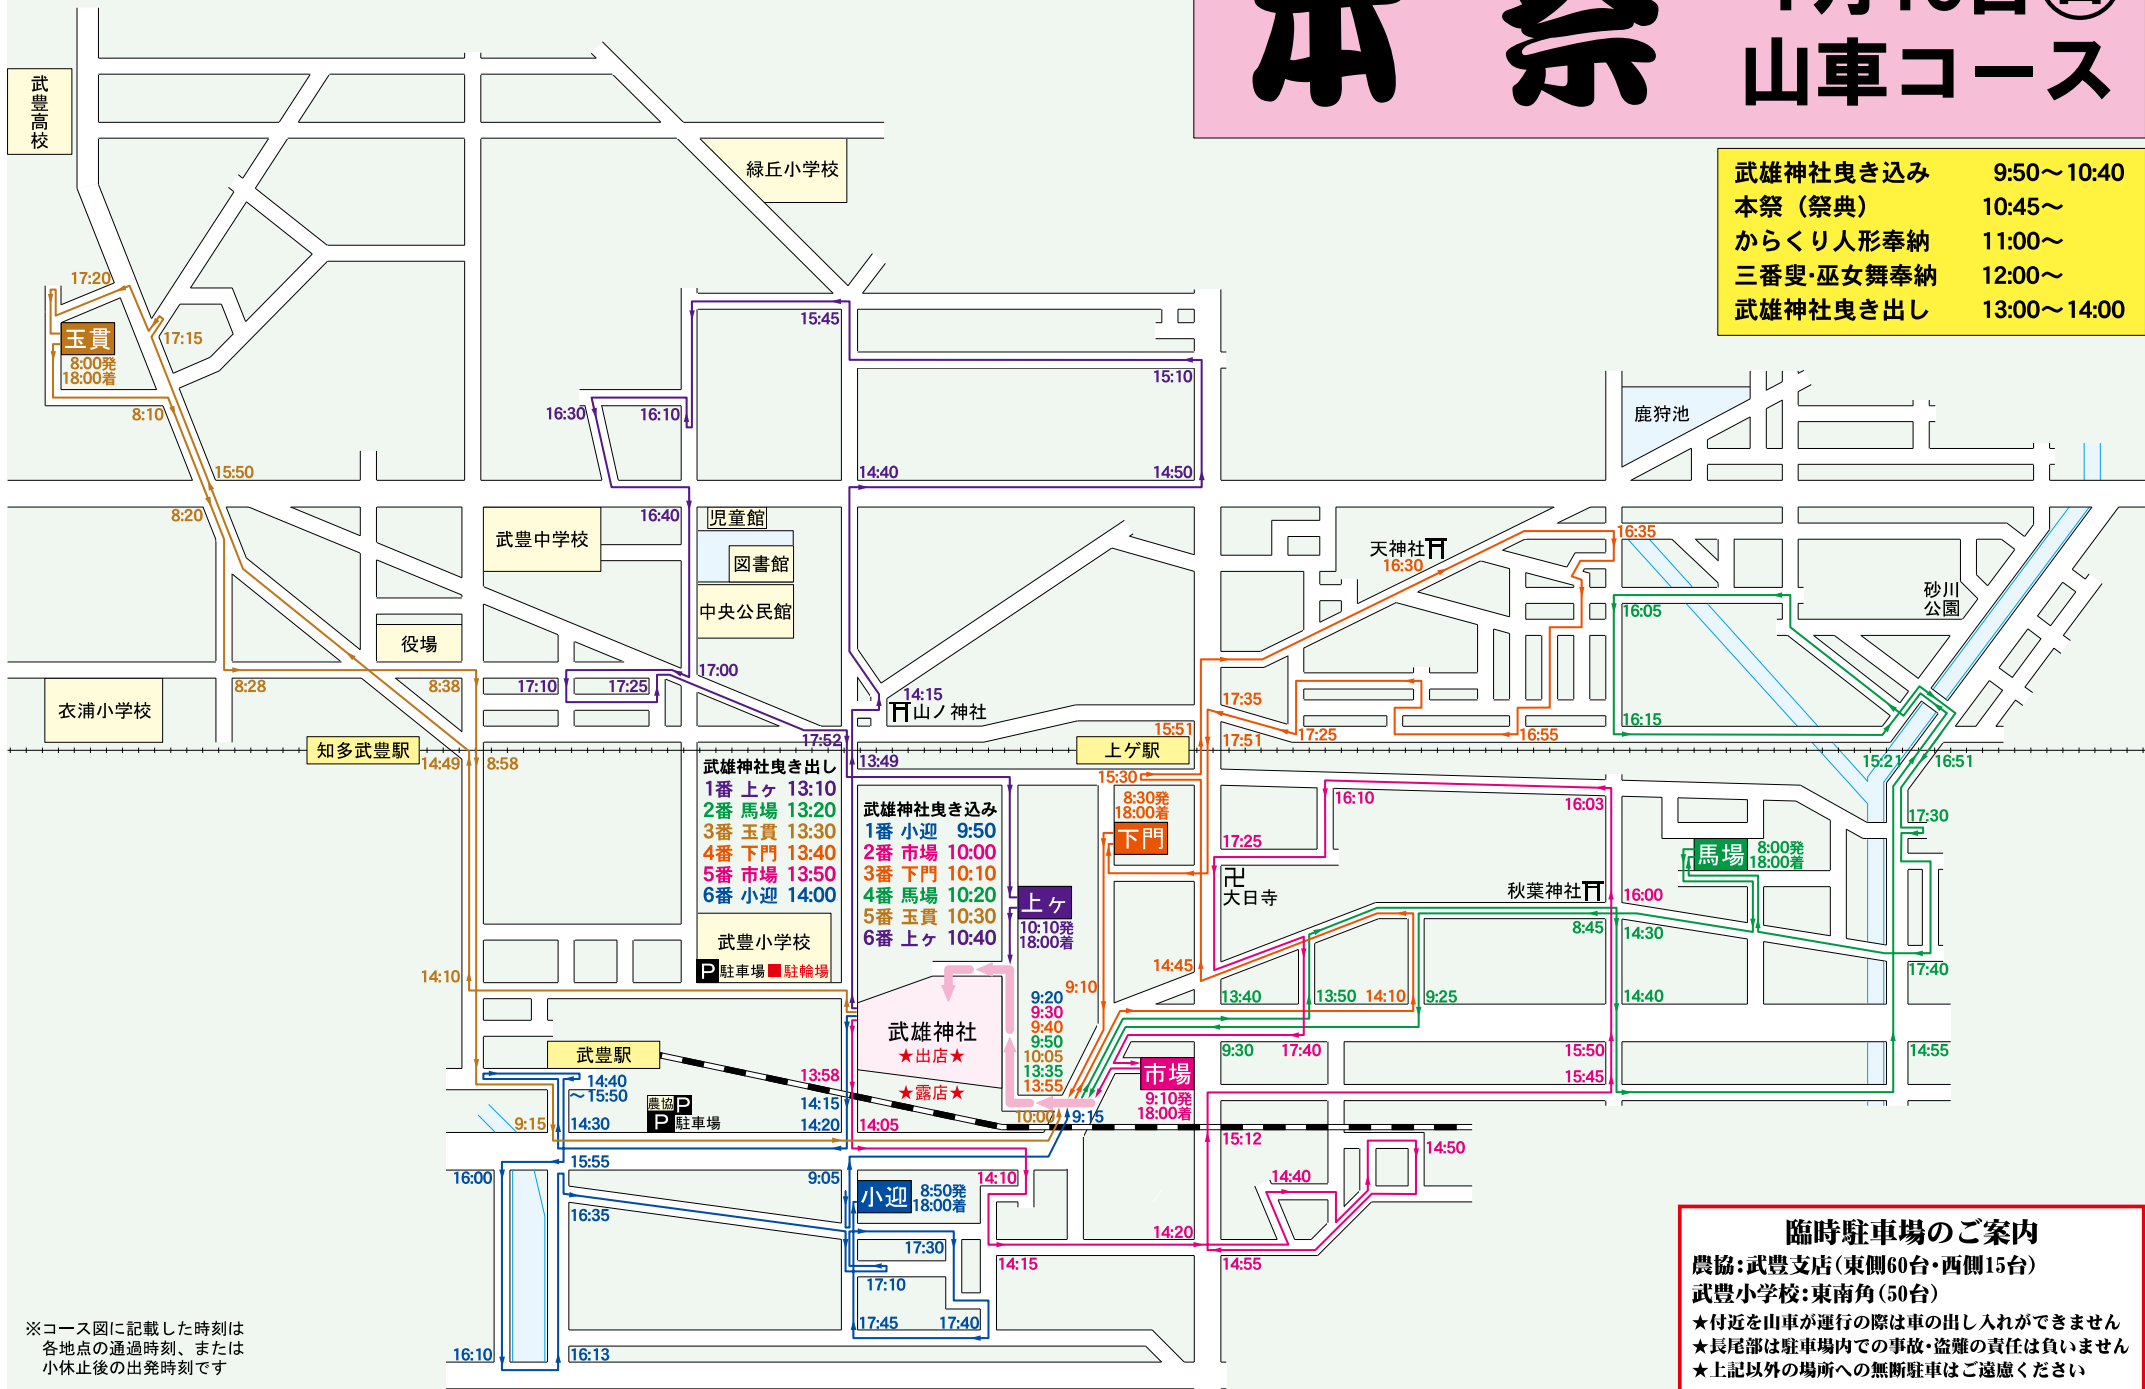 本祭
山車コース
武雄神社曳き込み 9:50〜10:40
本祭（祭典） 10:45〜
からくり人形奉納 11:00〜
三番叟･巫女舞奉納 12:00〜
武雄神社曳き出し 13:00〜14:00
武豊高校
緑丘小学校
17:20
玉貫
8:00発
18:00着
17:15
8:10
15:50
8:20
15:45
15:10
16:30
16:10
14:40
14:50
16:40
鹿狩池
武豊中学校
児童館
図書館
中央公民館
役場
天神社
16:30
16:35
16:05
砂川
公園
衣浦小学校
8:28
8:38
17:10
17:25
17:00
14:15
山ノ神社
17:35
16:15
知多武豊駅
14:49
8:58
17:52
13:49
上ゲ駅
15:51
17:51
17:25
16:55
15:21
16:51
武雄神社曳き出し
1番 上ヶ 13:10
2番 馬場 13:20
3番 玉貫 13:30
4番 下門 13:40
5番 市場 13:50
6番 小迎 14:00
武雄神社曳き込み
1番 小迎 9:50
2番 市場 10:00
3番 下門 10:10
4番 馬場 10:20
5番 玉貫 10:30
6番 上ヶ 10:40
15:30
8:30発
18:00着
下門
16:10
16:03
17:30
17:25
馬場
8:00発
18:00着
卍
大日寺
秋葉神社
16:00
上ヶ
10:10発
18:00着
8:45
14:30
武豊小学校
P駐車場■駐輪場
14:10
14:45
17:40
9:20
9:30
9:40
9:50
10:05
13:35
13:55
9:10
13:40
13:50
14:10
9:25
14:40
武雄神社
★出店★
★露店★
武豊駅
14:40
〜15:50
13:58
14:15
14:20
14:05
農協P
P駐車場
9:15
14:30
10:00
9:15
市場
9:10発
18:00着
9:30
17:40
15:50
15:45
14:55
15:12
14:50
16:00
15:55
9:05
小迎
8:50発
18:00着
14:10
14:40
16:35
17:30
14:20
14:15
14:55
17:10
17:45
17:40
16:10
16:13
※コース図に記載した時刻は
各地点の通過時刻、または
小休止後の出発時刻です
臨時駐車場のご案内
農協：武豊支店（東側60台･西側15台）
武豊小学校：東南角（50台）
★付近を山車が運行の際は車の出し入れができません
★長尾部は駐車場内での事故･盗難の責任は負いません
★上記以外の場所への無断駐車はご遠慮ください